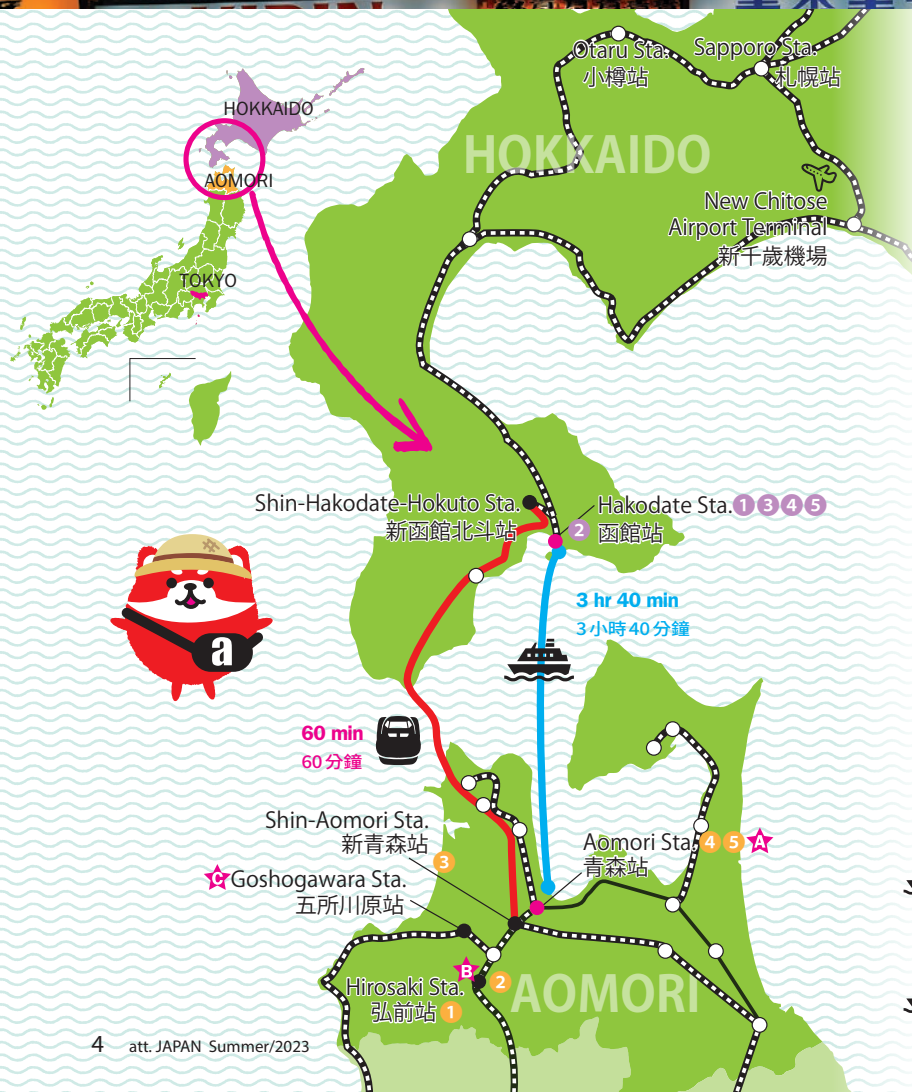 Otaru Sta.
小樽站
Sapporo Sta.
札幌站
HOKKAIDO
HOKKAIDO
AOMORI
New Chitose
Airport Terminal
新千歲機場
TOKYO
Shin-Hakodate-Hokuto Sta.
新函館北斗站
Hakodate Sta. 1 3 4 5
2 函館站
3 hr 40 min
3小時40分鐘
a
60 min
60分鐘
Shin-Aomori Sta.
新青森站
3
Aomori Sta. 4 5 A
青森站
C Goshogawara Sta.
五所川原站
B
2
Hirosaki Sta.
弘前站 1
AOMORI
4 att. JAPAN Summer/2023